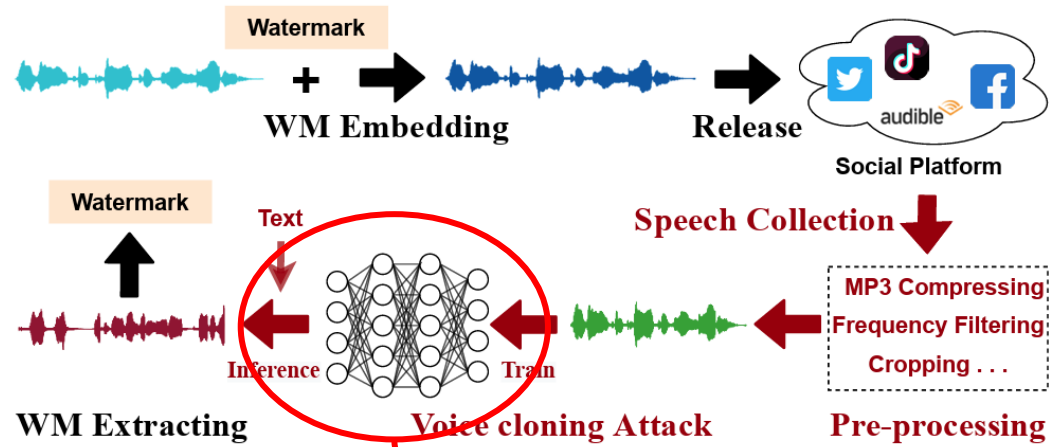 Watermark
+
WM Embedding
Release
audible
Social Platform
Watermark
Text
Speech Collection
MP3 Compressing
Frequency Filtering
Cropping . . .
Inference
Train
WM Extracting
Voice cloning Attack
Pre-processing